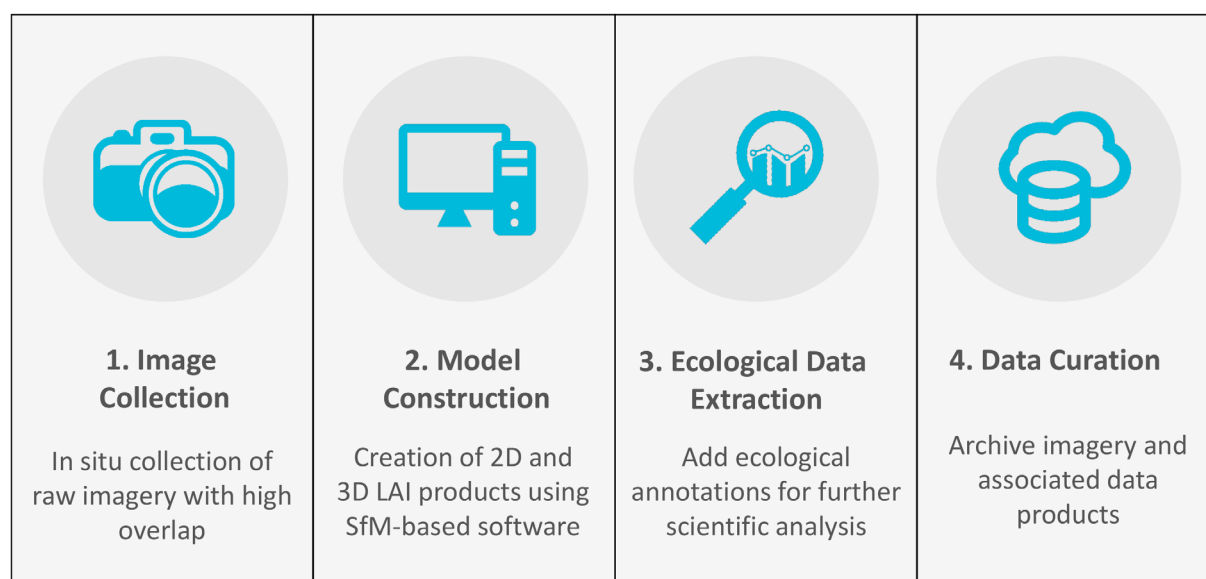 1. Image
Collection
In situ collection of
raw imagery with high
overlap
2. Model
Construction
Creation of 2D and
3D LAI products using
SfM-based software
3. Ecological Data
Extraction
Add ecological
annotations for further
scientific analysis
4. Data Curation
Archive imagery and
associated data
products